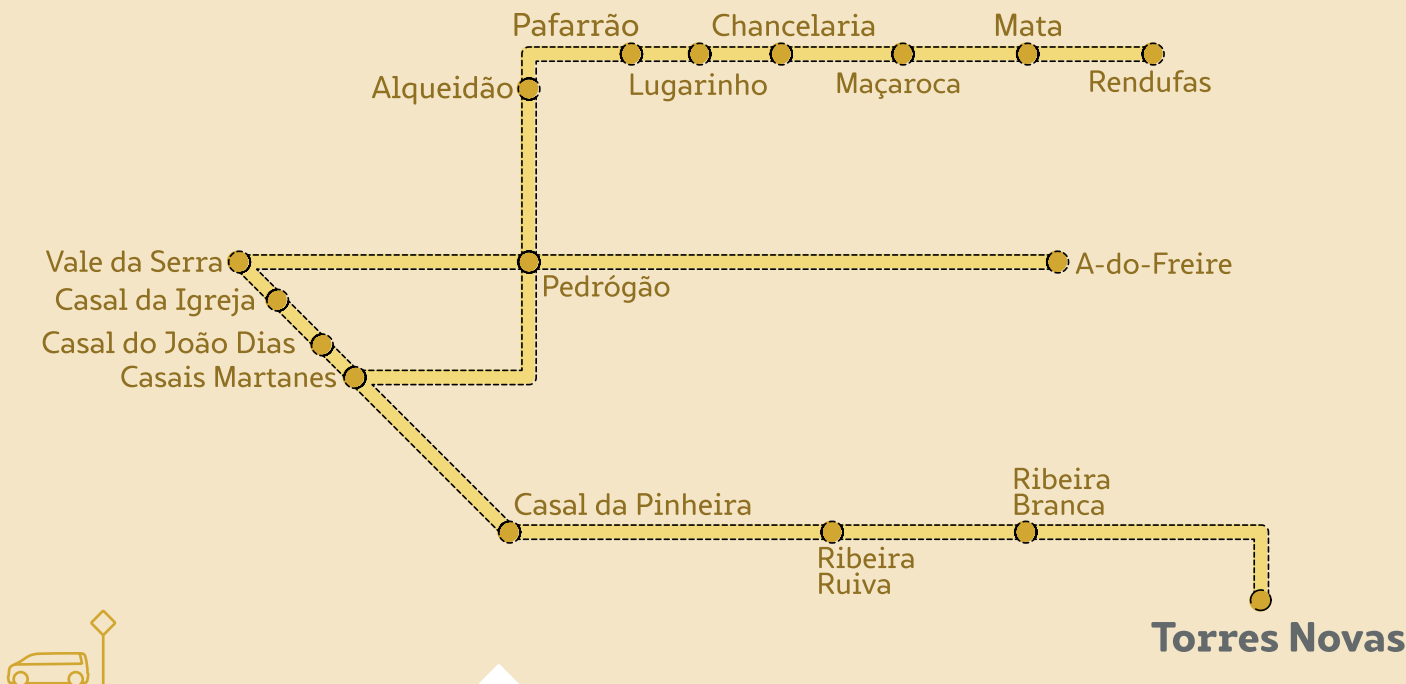 Pafarrão
Chancelaria
Mata
Alqueidão
Lugarinho
Maçaroca
Rendufas
Vale da Serra
A-do-Freire
Pedrógão
Casal da Igreja
Casal do João Dias
Casais Martanes
Casal da Pinheira
Ribeira
Branca
Ribeira
Ruiva
Torres Novas